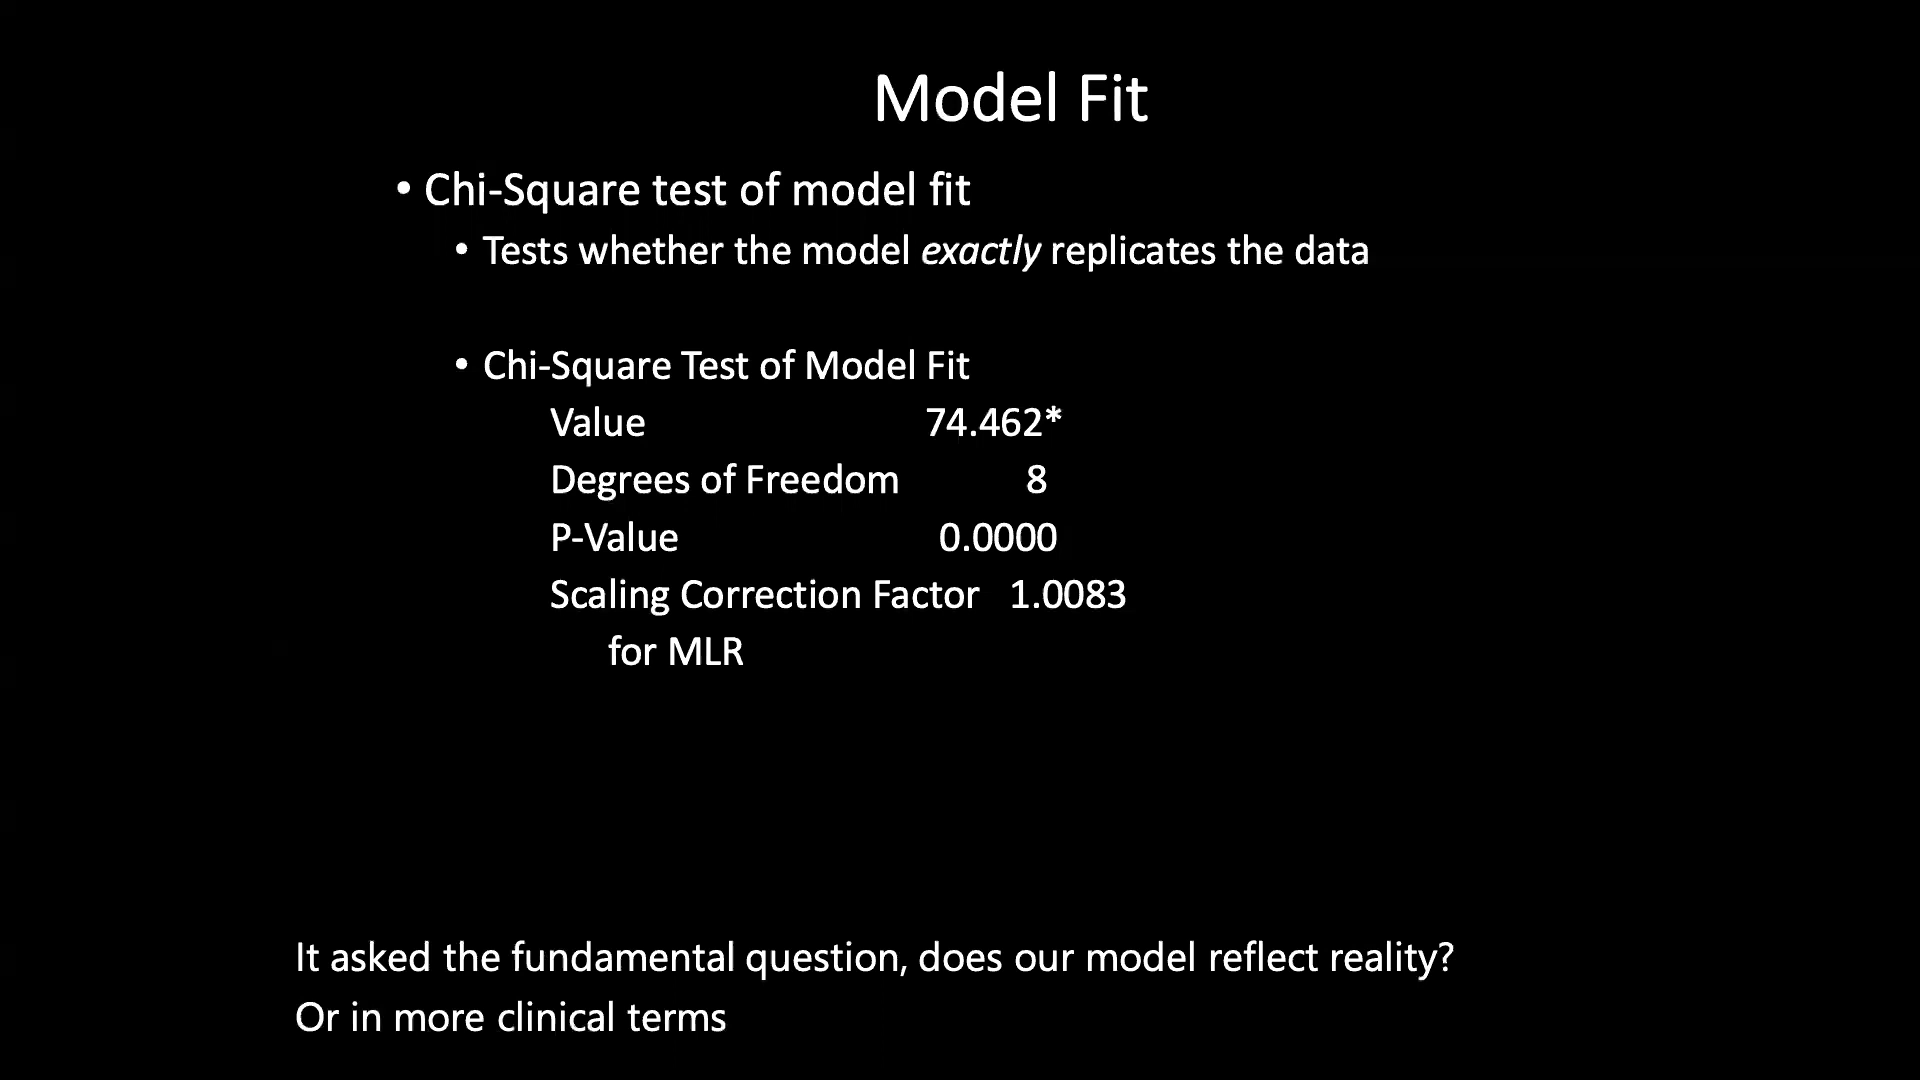 Model Fit
• Chi-Square test of model fit
• Tests whether the model exactly replicates the data
• Chi-Square Test of Model Fit
Value 74.462*
Degrees of Freedom 8
P-Value 0.0000
Scaling Correction Factor 1.0083
for MLR
It asked the fundamental question, does our model reflect reality?
Or in more clinical terms